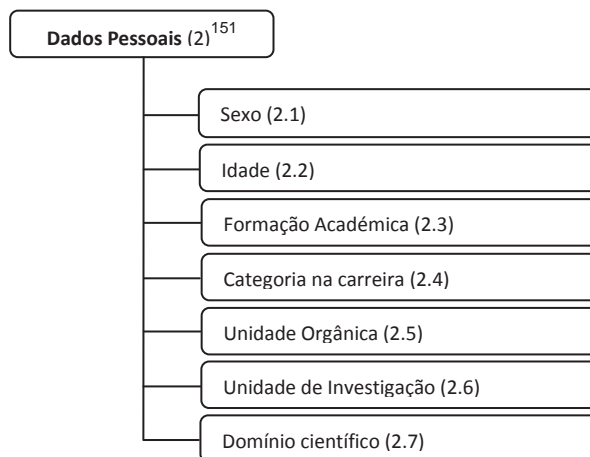 Dados Pessoais (2)151
Sexo (2.1)
Idade (2.2)
Formação Académica (2.3)
Categoria na carreira (2.4)
Unidade Orgânica (2.5)
Unidade de Investigação (2.6)
Domínio científico (2.7)